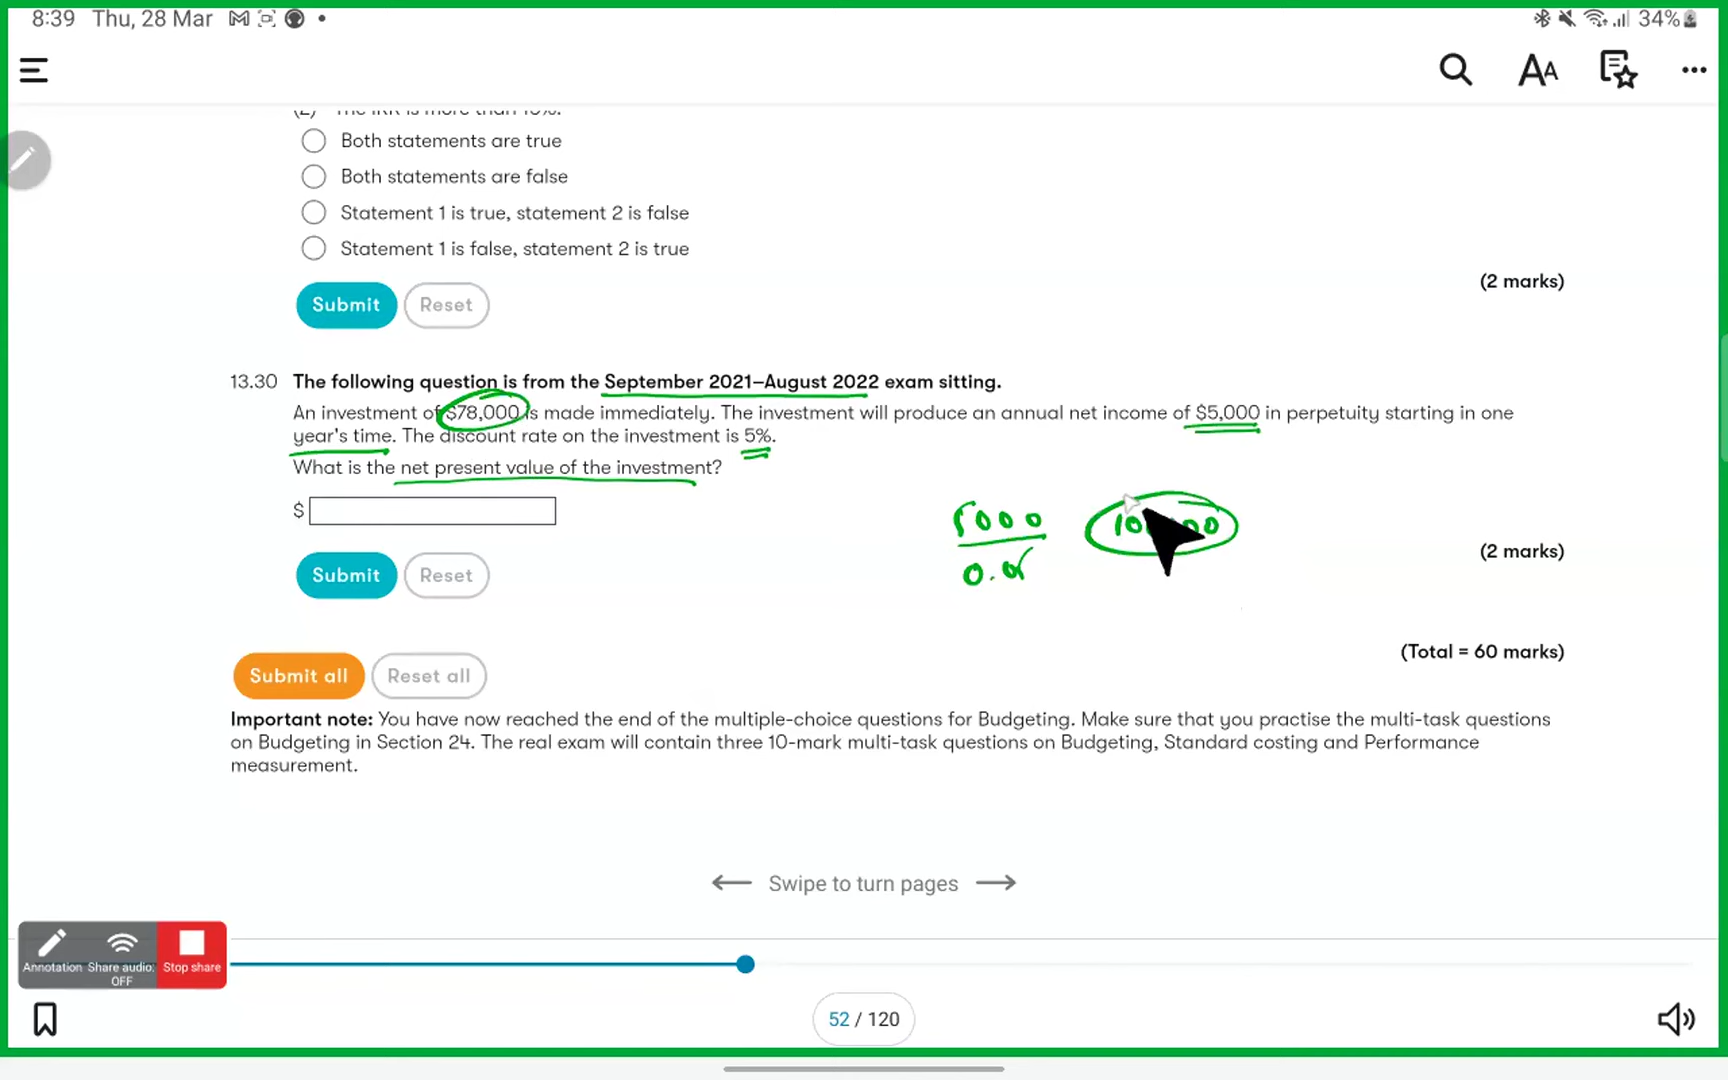 8:39 Thu, 28 Mar
34%
Both statements are true
Both statements are false
Statement 1 is true, statement 2 is false
Statement 1 is false, statement 2 is true
(2 marks)
Submit Reset
13.30 The following question is from the September 2021–August 2022 exam sitting.
An investment of $78,000 is made immediately. The investment will produce an annual net income of $5,000 in perpetuity starting in one
year's time. The discount rate on the investment is 5%.
What is the net present value of the investment?
$
5000
0.05
(2 marks)
Submit Reset
(Total = 60 marks)
Submit all Reset all
Important note: You have now reached the end of the multiple-choice questions for Budgeting. Make sure that you practise the multi-task questions
on Budgeting in Section 24. The real exam will contain three 10-mark multi-task questions on Budgeting, Standard costing and Performance
measurement.
Swipe to turn pages
Annotation Share audio: OFF Stop share
52 / 120